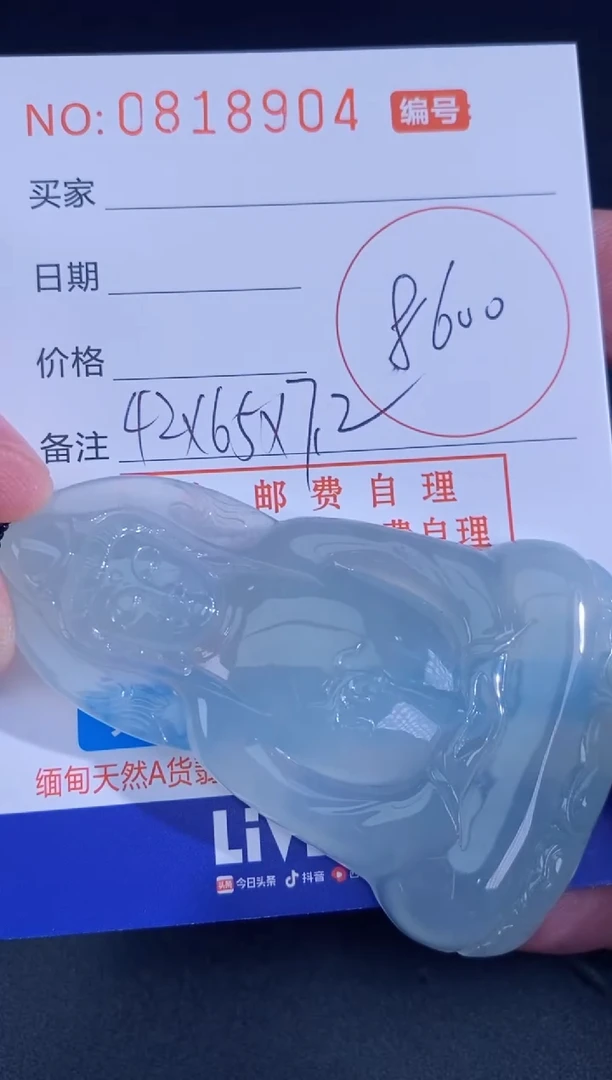 NO: 0818904 编号
买家
日期
8600
价格
备注 42X65X7.2
邮费自理
费自理
缅甸天然A货翡
LiV
今日头条 抖音